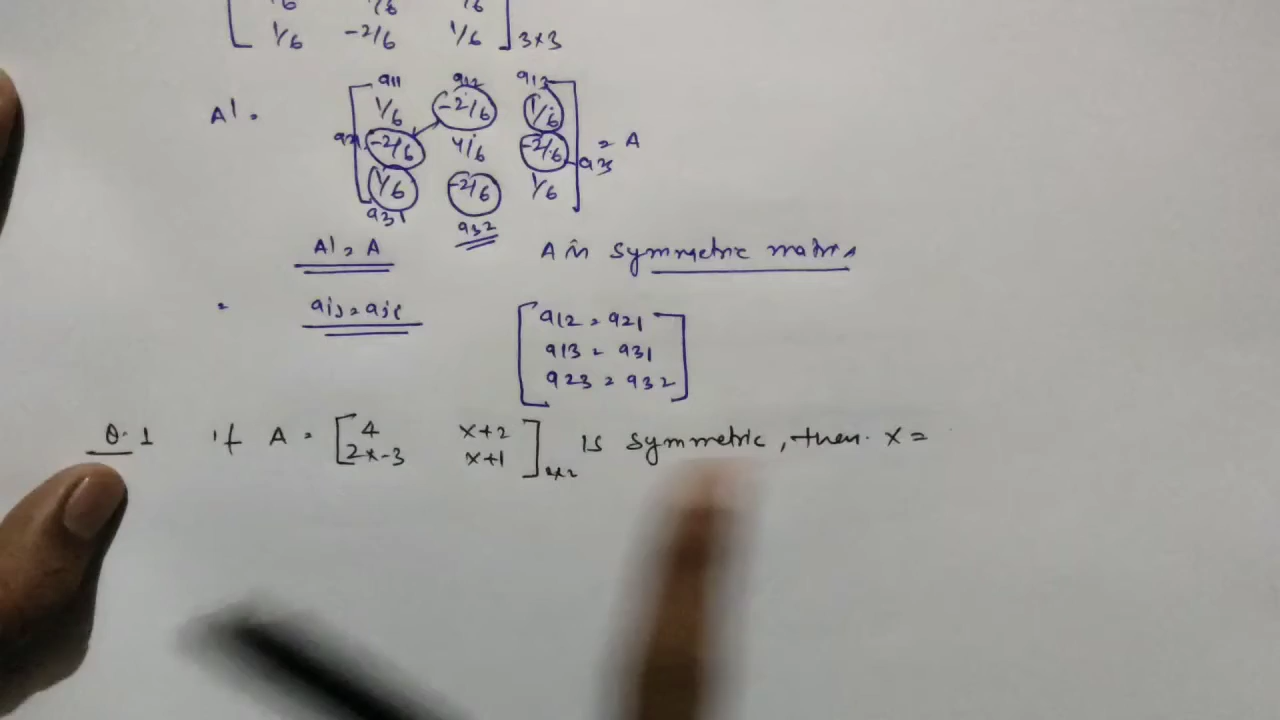 1/6 -2/6 1/6 3×3
a11 a12 a13
A' = 1/6 -2/6 1/6
a21 -2/6 4/6 -2/6 a23 = A
1/6 -2/6 1/6
a31 a32
A' = A A is symmetric matrix
= aij = aji a12 = a21
a13 = a31
a23 = a32
Q.1 if A = 4 x+2 is symmetric, then x =
2x-3 x+1 2×2